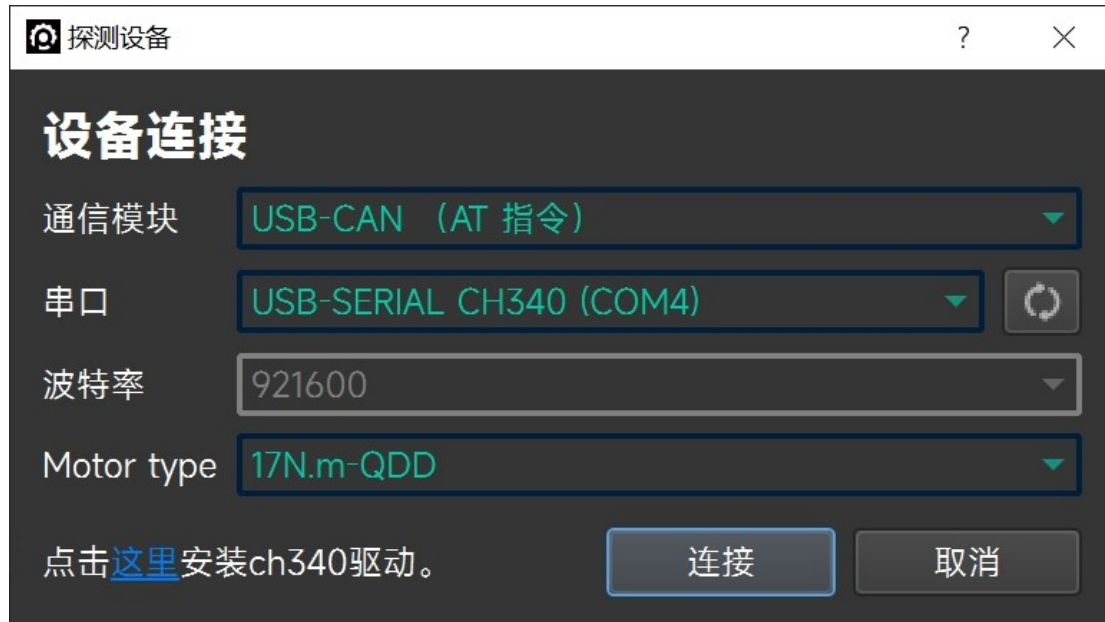 探测设备
设备连接
通信模块 USB-CAN （AT 指令）
串口 USB-SERIAL CH340 (COM4)
波特率 921600
Motor type 17N.m-QDD
点击这里安装ch340驱动。 连接 取消